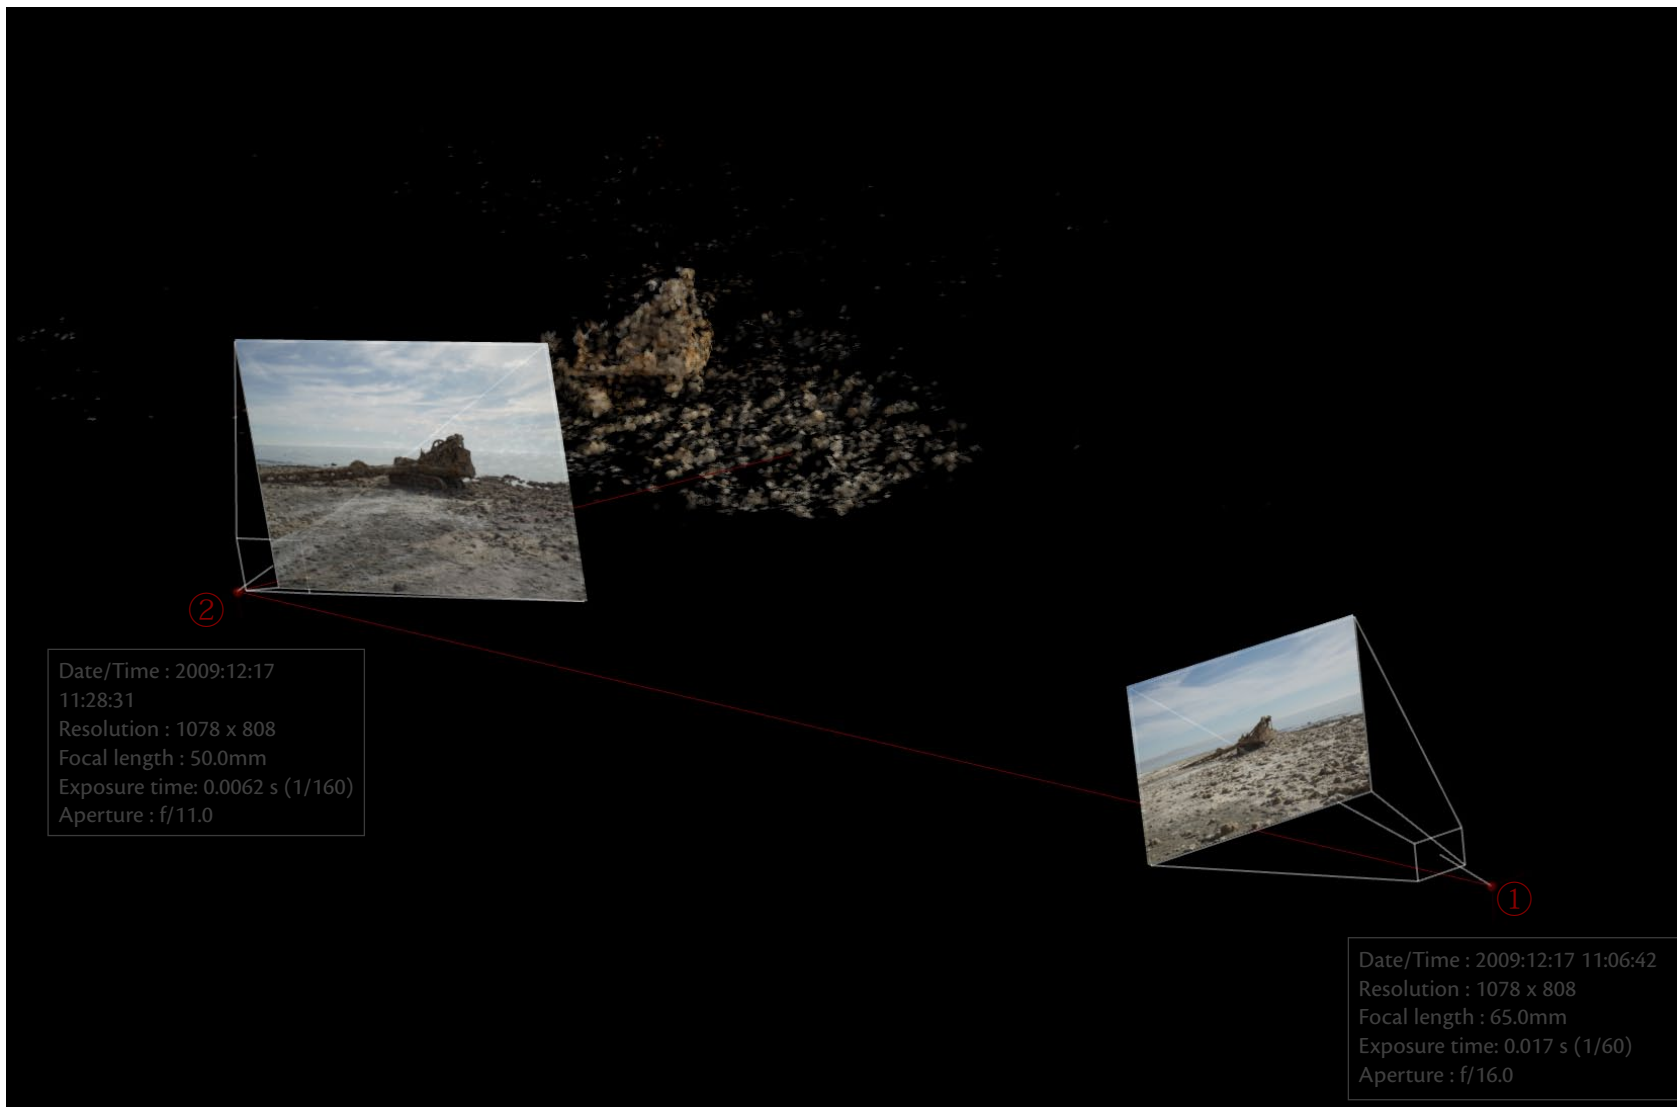 ②
Date/Time : 2009:12:17
11:28:31
Resolution : 1078 x 808
Focal length : 50.0mm
Exposure time: 0.0062 s (1/160)
Aperture : f/11.0
①
Date/Time : 2009:12:17 11:06:42
Resolution : 1078 x 808
Focal length : 65.0mm
Exposure time: 0.017 s (1/60)
Aperture : f/16.0